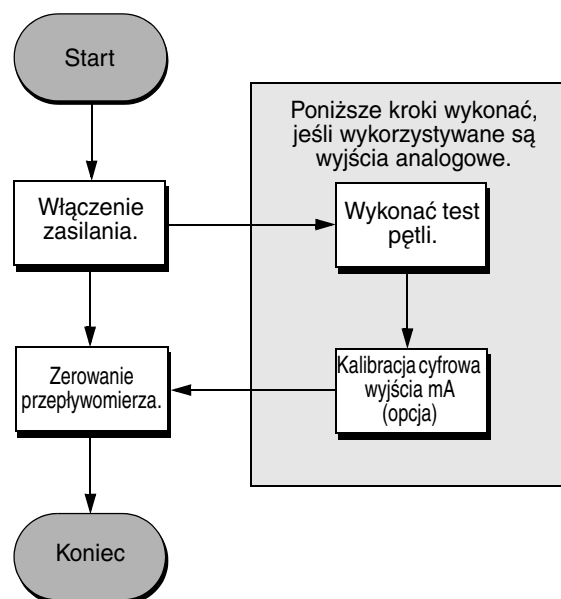 Start
Poniższe kroki wykonać,
jeśli wykorzystywane są
wyjścia analogowe.
Włączenie
zasilania.
Wykonać test
pętli.
Zerowanie
przepływomierza.
Kalibracja cyfrowa
wyjścia mA
(opcja)
Koniec